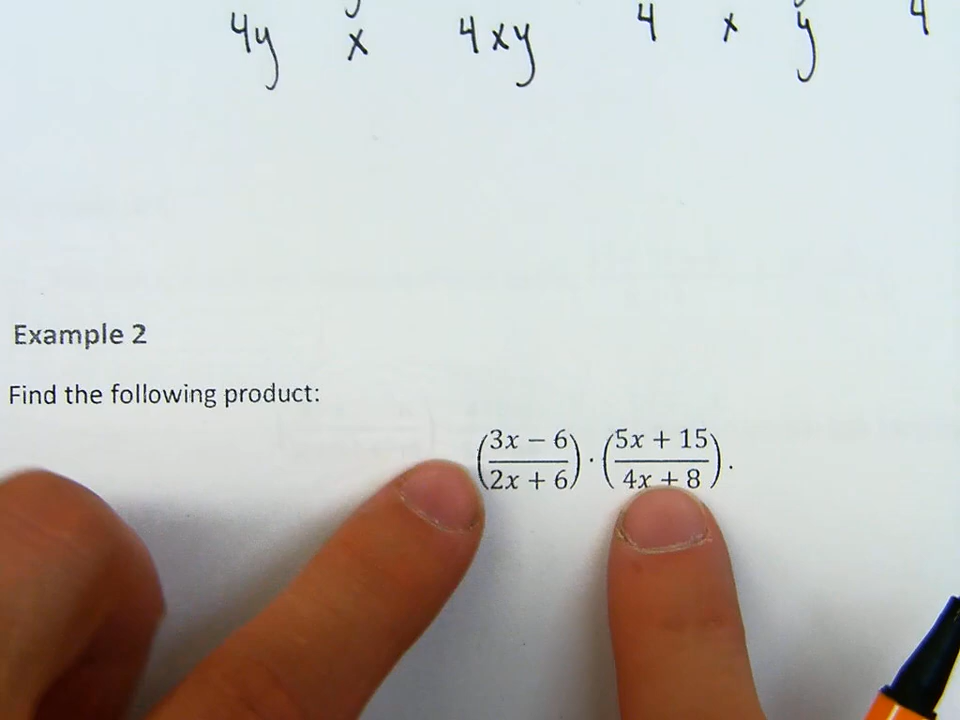 4y x 4xy 4 x y 4
Example 2
Find the following product:
(3x − 6)/(2x + 6) · (5x + 15)/(4x + 8).